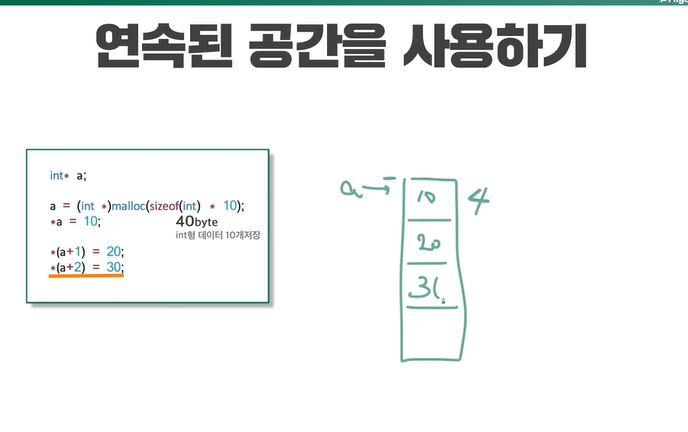 연속된 공간을 사용하기
int* a;
a = (int *)malloc(sizeof(int) * 10);
*a = 10;
40byte
int형 데이터 10개저장
*(a+1) = 20;
*(a+2) = 30;
a →
10
4
20